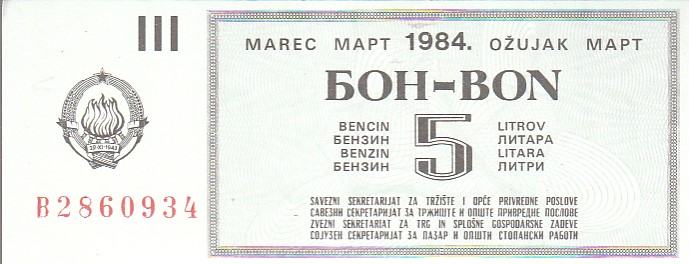 III
MAREC МАРТ 1984. OŽUJAK МАРТ
БОН-BON
BENCIN 5 LITROV
БЕНЗИН ЛИТАРА
BENZIN LITARA
БЕНЗИН ЛИТРИ
29·XI·1943
B2860934
SAVEZNI SEKRETARIJAT ZA TRŽIŠTE I OPĆE PRIVREDNE POSLOVE
САВЕЗНИ СЕКРЕТАРИЈАТ ЗА ТРЖИШТЕ И ОПШТЕ ПРИВРЕДНЕ ПОСЛОВЕ
ZVEZNI SEKRETARIAT ZA TRG IN SPLOŠNE GOSPODARSKE ZADEVE
СОЈУЗЕН СЕКРЕТАРИЈАТ ЗА ПАЗАР И ОПШТИ СТОПАНСКИ РАБОТИ